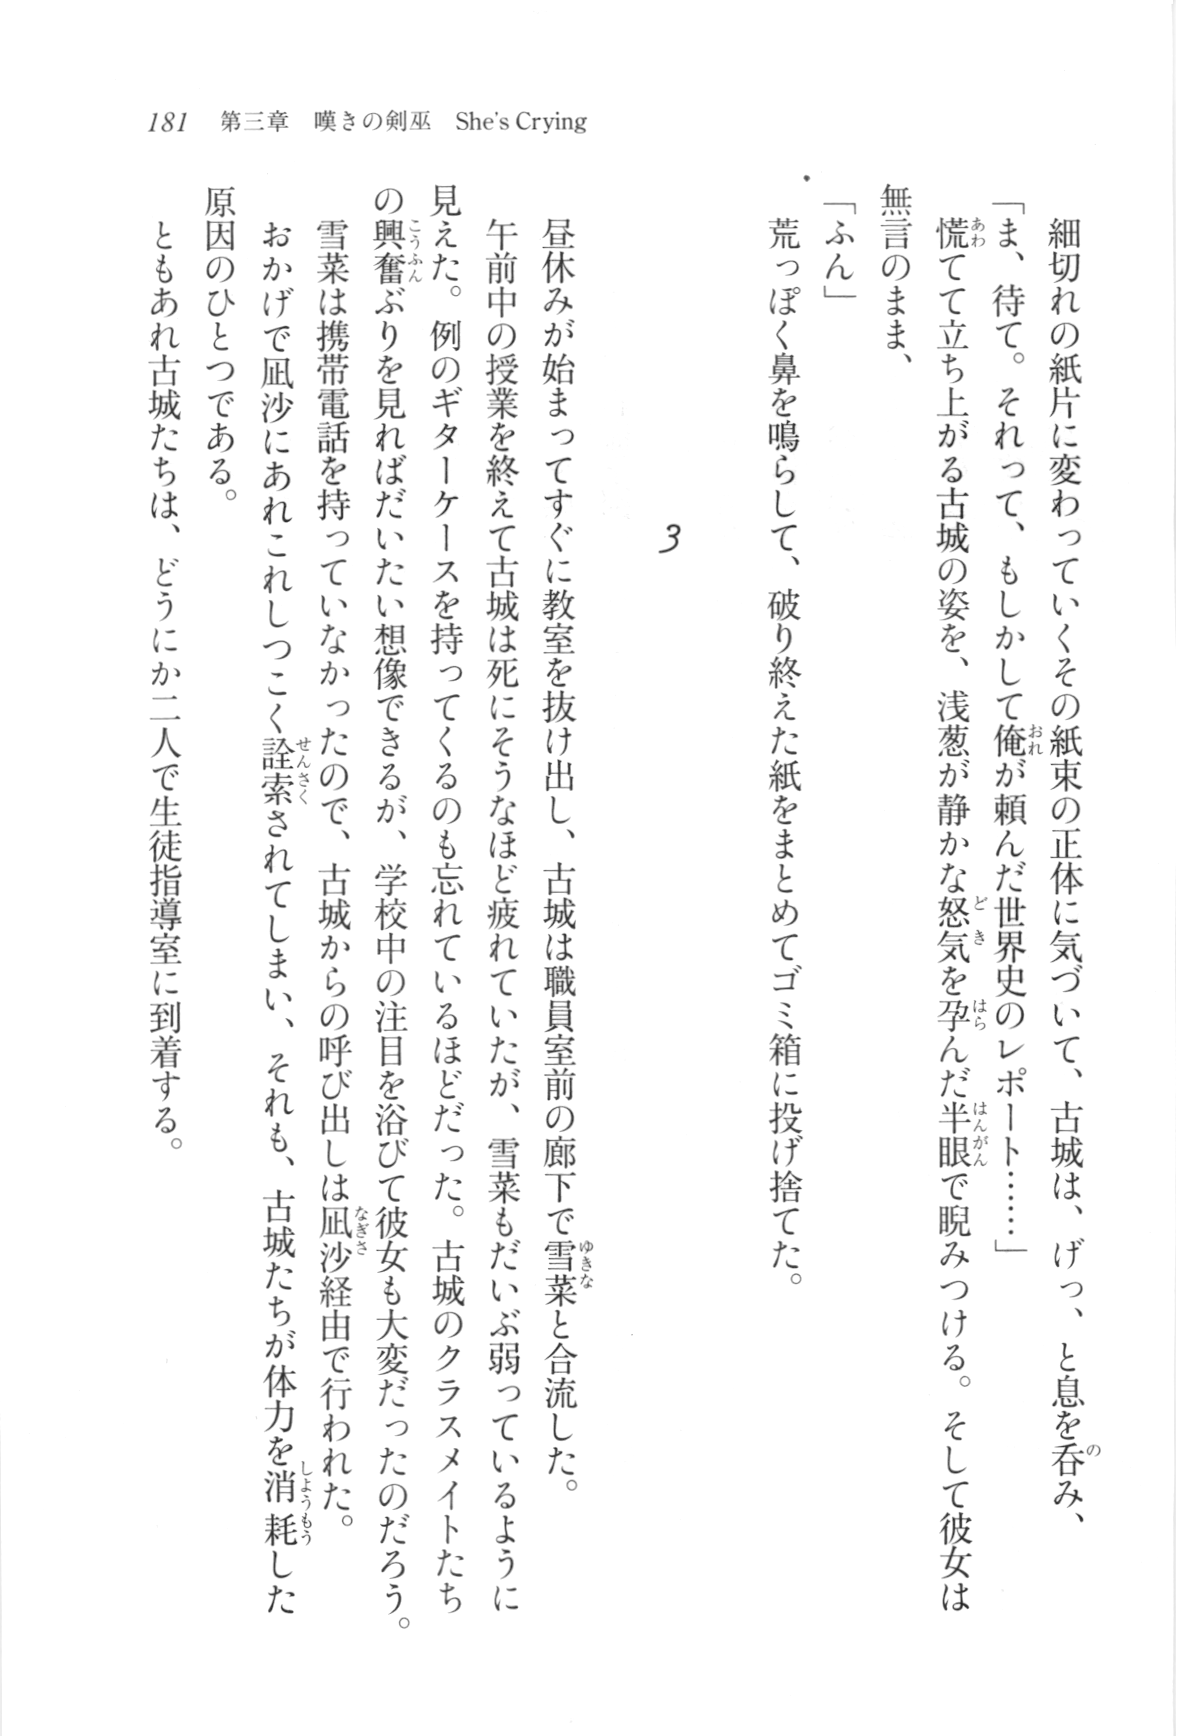 181　第三章　嘆きの剣巫　She's Crying
細切れの紙片に変わっていくその紙束の正体に気づいて、古城は、げっ、と息を呑み、
「ま、待て。それって、もしかして俺が頼んだ世界史のレポート……」
慌てて立ち上がる古城の姿を、浅葱が静かな怒気を孕んだ半眼で睨みつける。そして彼女は
無言のまま、
「ふん」
荒っぽく鼻を鳴らして、破り終えた紙をまとめてゴミ箱に投げ捨てた。
3
昼休みが始まってすぐに教室を抜け出し、古城は職員室前の廊下で雪菜と合流した。
午前中の授業を終えて古城は死にそうなほど疲れていたが、雪菜もだいぶ弱っているように
見えた。例のギターケースを持ってくるのも忘れているほどだった。古城のクラスメイトたち
の興奮ぶりを見ればだいたい想像できるが、学校中の注目を浴びて彼女も大変だったのだろう。
雪菜は携帯電話を持っていなかったので、古城からの呼び出しは凪沙経由で行われた。
おかげで凪沙にあれこれしつこく詮索されてしまい、それも、古城たちが体力を消耗した
原因のひとつである。
ともあれ古城たちは、どうにか二人で生徒指導室に到着する。